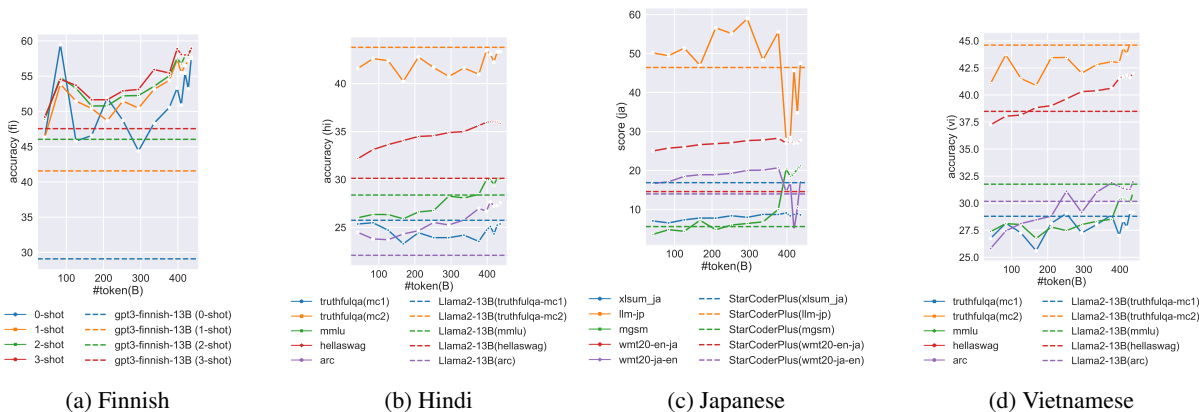 60
55
50
45
40
35
30
accuracy (fi)
100 200 300 400
#token(B)
0-shot
1-shot
2-shot
3-shot
gpt3-finnish-13B (0-shot)
gpt3-finnish-13B (1-shot)
gpt3-finnish-13B (2-shot)
gpt3-finnish-13B (3-shot)
(a) Finnish
40
35
30
25
accuracy (hi)
100 200 300 400
#token(B)
truthfulqa(mc1)
truthfulqa(mc2)
mmlu
hellaswag
arc
Llama2-13B(truthfulqa-mc1)
Llama2-13B(truthfulqa-mc2)
Llama2-13B(mmlu)
Llama2-13B(hellaswag)
Llama2-13B(arc)
(b) Hindi
60
50
40
30
20
10
score (ja)
100 200 300 400
#token(B)
xlsum_ja
llm-jp
mgsm
wmt20-en-ja
wmt20-ja-en
StarCoderPlus(xlsum_ja)
StarCoderPlus(llm-jp)
StarCoderPlus(mgsm)
StarCoderPlus(wmt20-en-ja)
StarCoderPlus(wmt20-ja-en)
(c) Japanese
45.0
42.5
40.0
37.5
35.0
32.5
30.0
27.5
25.0
accuracy (vi)
100 200 300 400
#token(B)
truthfulqa(mc1)
truthfulqa(mc2)
mmlu
hellaswag
arc
Llama2-13B(truthfulqa-mc1)
Llama2-13B(truthfulqa-mc2)
Llama2-13B(mmlu)
Llama2-13B(hellaswag)
Llama2-13B(arc)
(d) Vietnamese